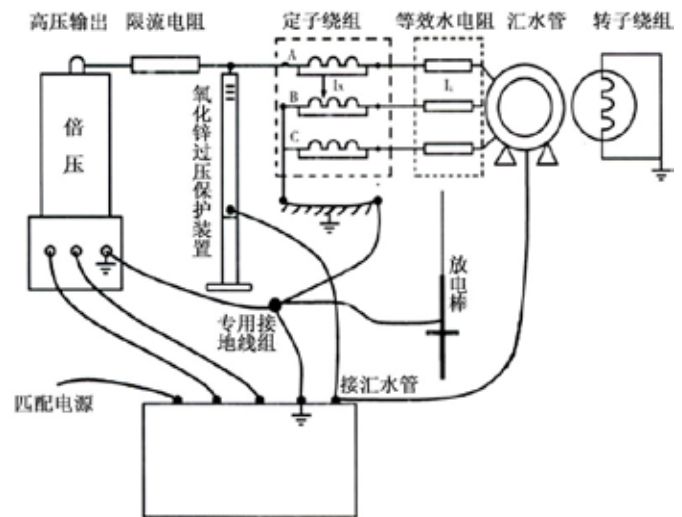 高压输出
限流电阻
定子绕组
等效水电阻
汇水管
转子绕组
A
Ix
B
C
倍压
氧化锌过压保护装置
放电棒
专用接
地线组
接汇水管
匹配电源